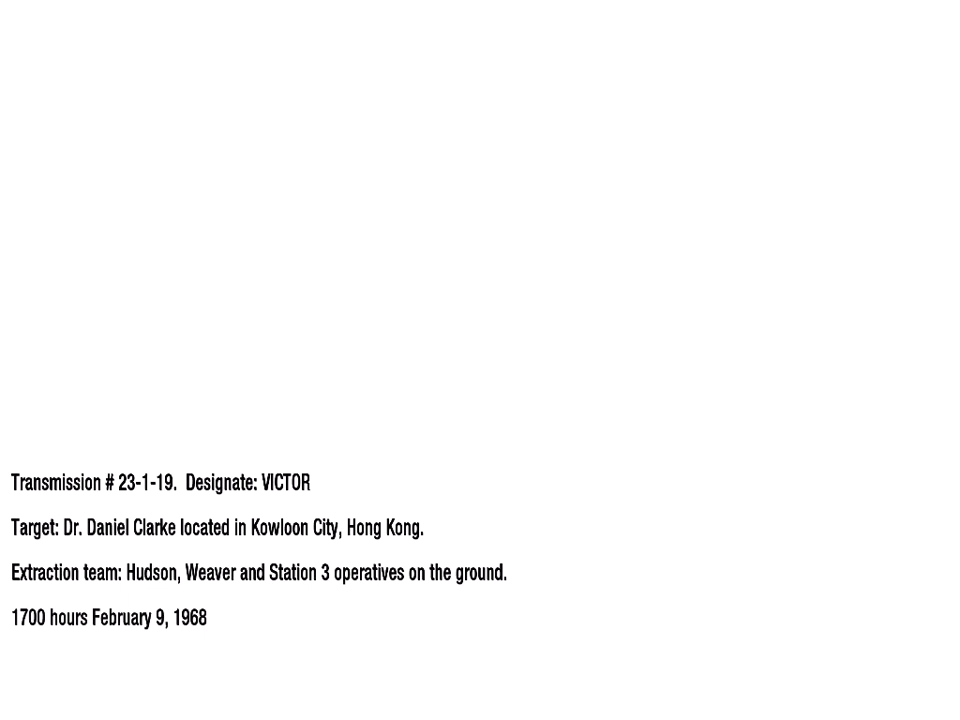 Transmission # 23-1-19.  Designate: VICTOR
Target: Dr. Daniel Clarke located in Kowloon City, Hong Kong.
Extraction team: Hudson, Weaver and Station 3 operatives on the ground.
1700 hours February 9, 1968